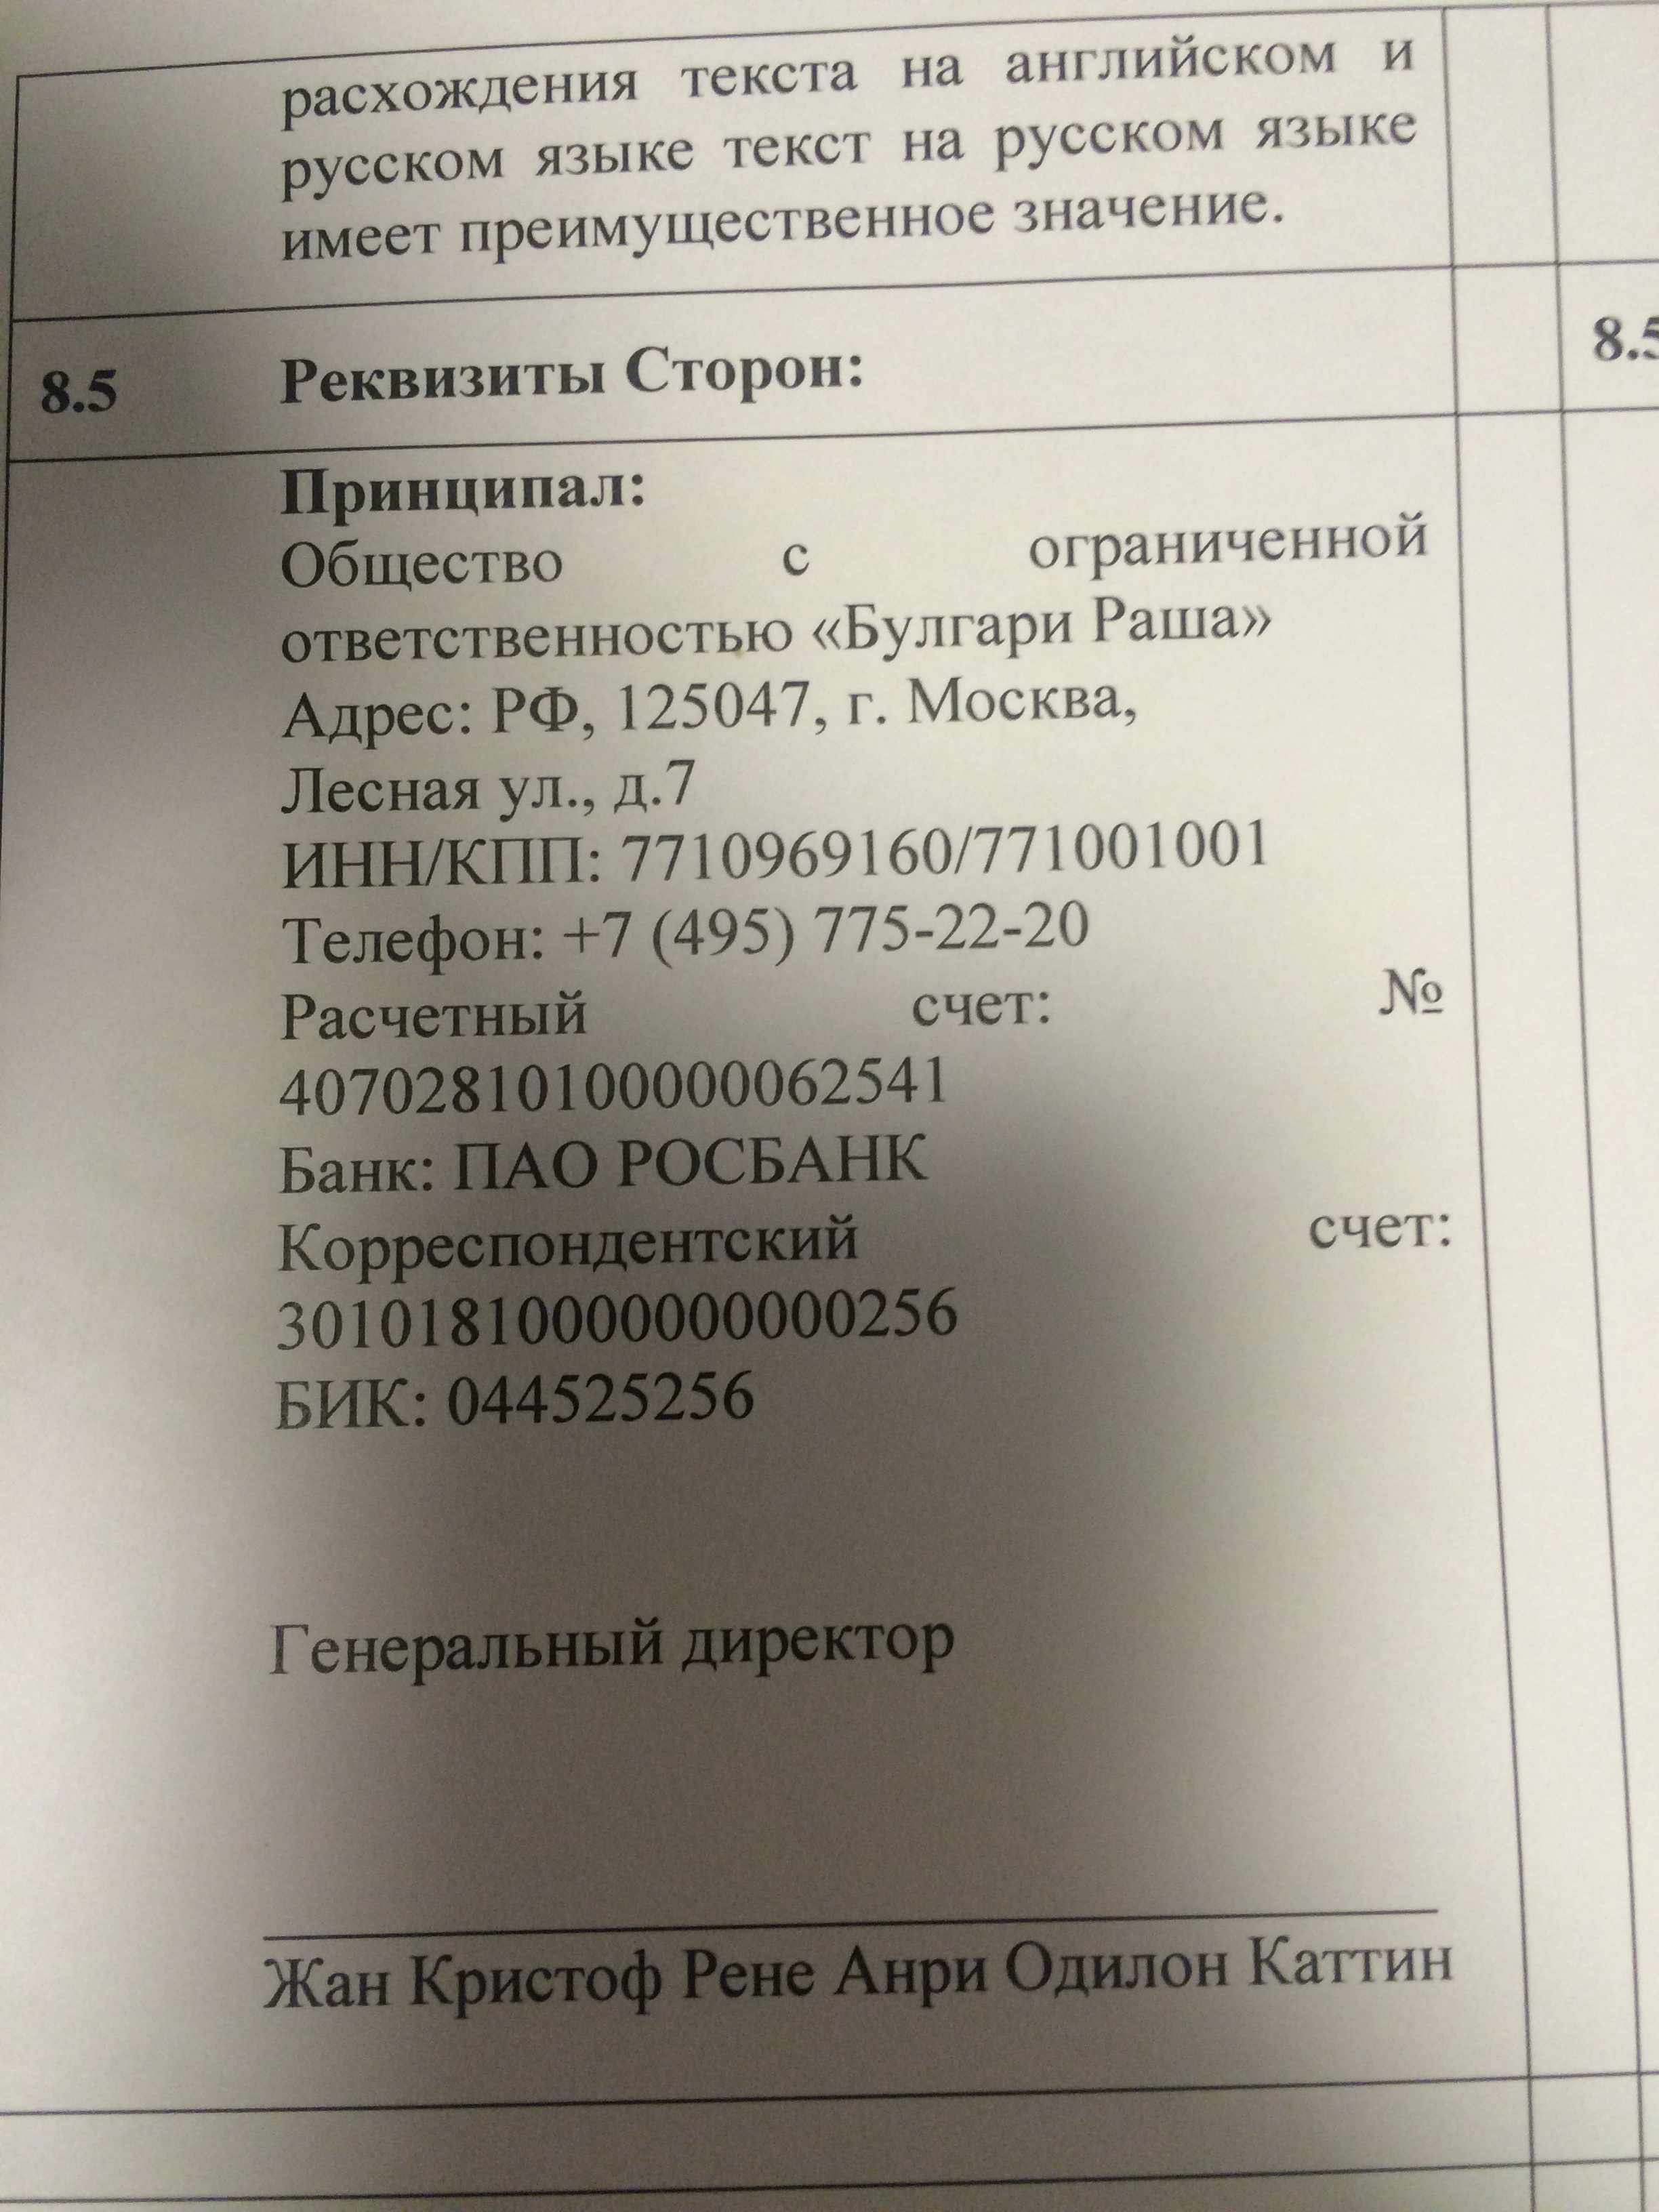 расхождения текста на английском и
русском языке текст на русском языке
имеет преимущественное значение.
8.5 Реквизиты Сторон: 8.5
Принципал:
Общество с ограниченной
ответственностью «Булгари Раша»
Адрес: РФ, 125047, г. Москва,
Лесная ул., д.7
ИНН/КПП: 7710969160/771001001
Телефон: +7 (495) 775-22-20
Расчетный счет: №
40702810100000062541
Банк: ПАО РОСБАНК
Корреспондентский счет:
30101810000000000256
БИК: 044525256
Генеральный директор
Жан Кристоф Рене Анри Одилон Каттин